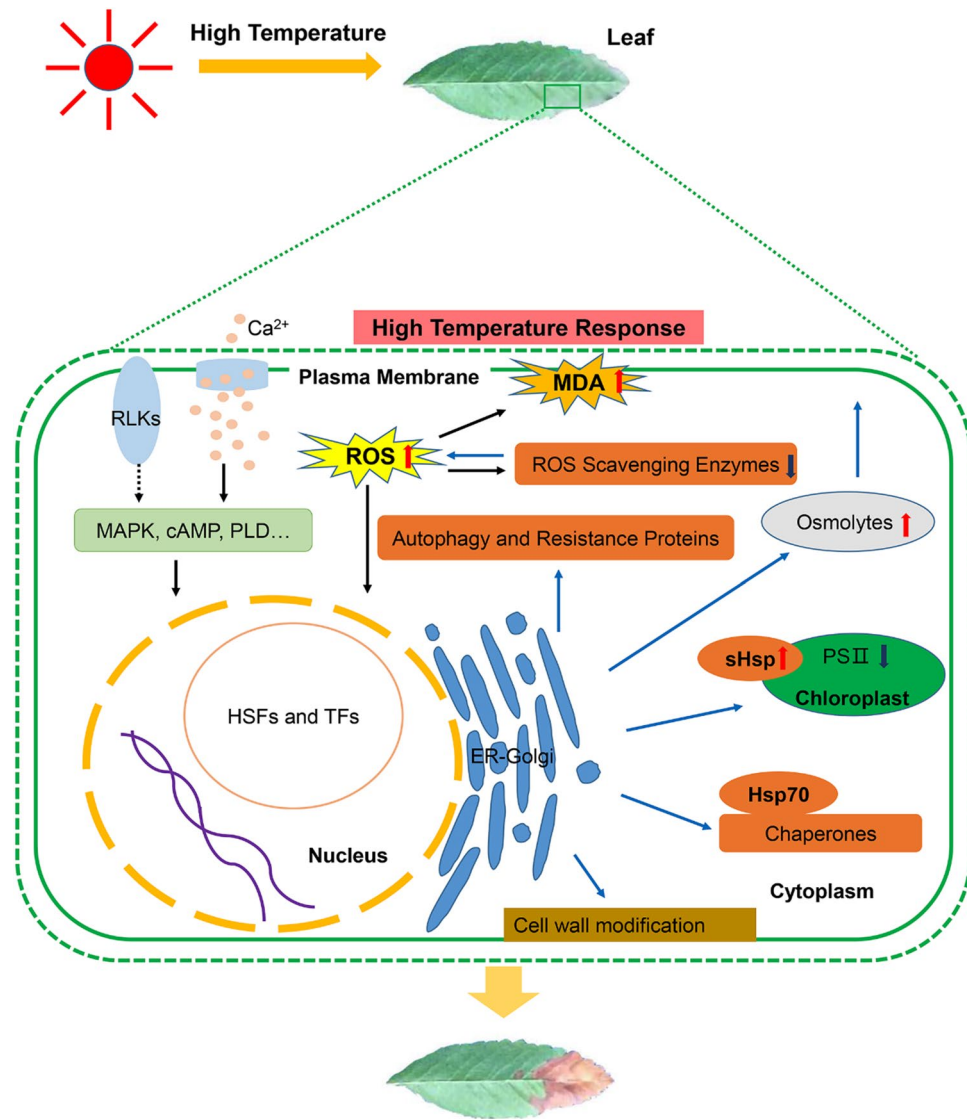 High Temperature
Leaf
Ca²⁺
High Temperature Response
Plasma Membrane
MDA
RLKs
ROS
ROS Scavenging Enzymes
MAPK, cAMP, PLD…
Autophagy and Resistance Proteins
Osmolytes
sHsp
PSⅡ
Chloroplast
HSFs and TFs
ER-Golgi
Hsp70
Chaperones
Nucleus
Cytoplasm
Cell wall modification